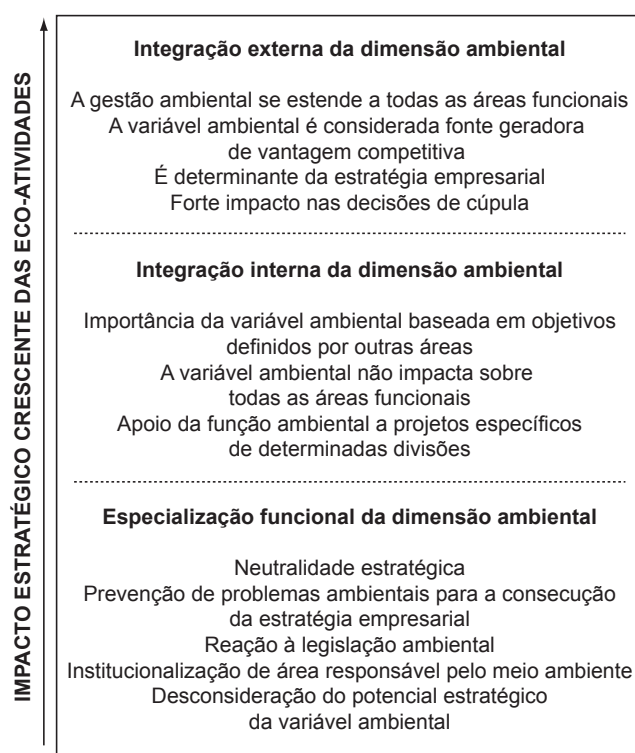 IMPACTO ESTRATÉGICO CRESCENTE DAS ECO-ATIVIDADES
Integração externa da dimensão ambiental
A gestão ambiental se estende a todas as áreas funcionais
A variável ambiental é considerada fonte geradora
de vantagem competitiva
É determinante da estratégia empresarial
Forte impacto nas decisões de cúpula
Integração interna da dimensão ambiental
Importância da variável ambiental baseada em objetivos
definidos por outras áreas
A variável ambiental não impacta sobre
todas as áreas funcionais
Apoio da função ambiental a projetos específicos
de determinadas divisões
Especialização funcional da dimensão ambiental
Neutralidade estratégica
Prevenção de problemas ambientais para a consecução
da estratégia empresarial
Reação à legislação ambiental
Institucionalização de área responsável pelo meio ambiente
Desconsideração do potencial estratégico
da variável ambiental